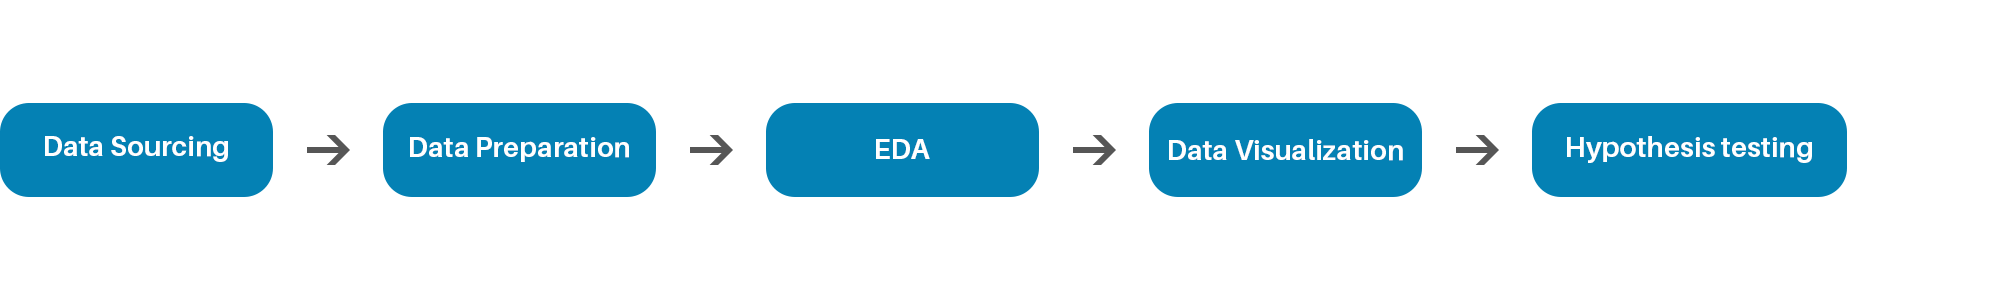 Data Sourcing
Data Preparation
EDA
Data Visualization
Hypothesis testing